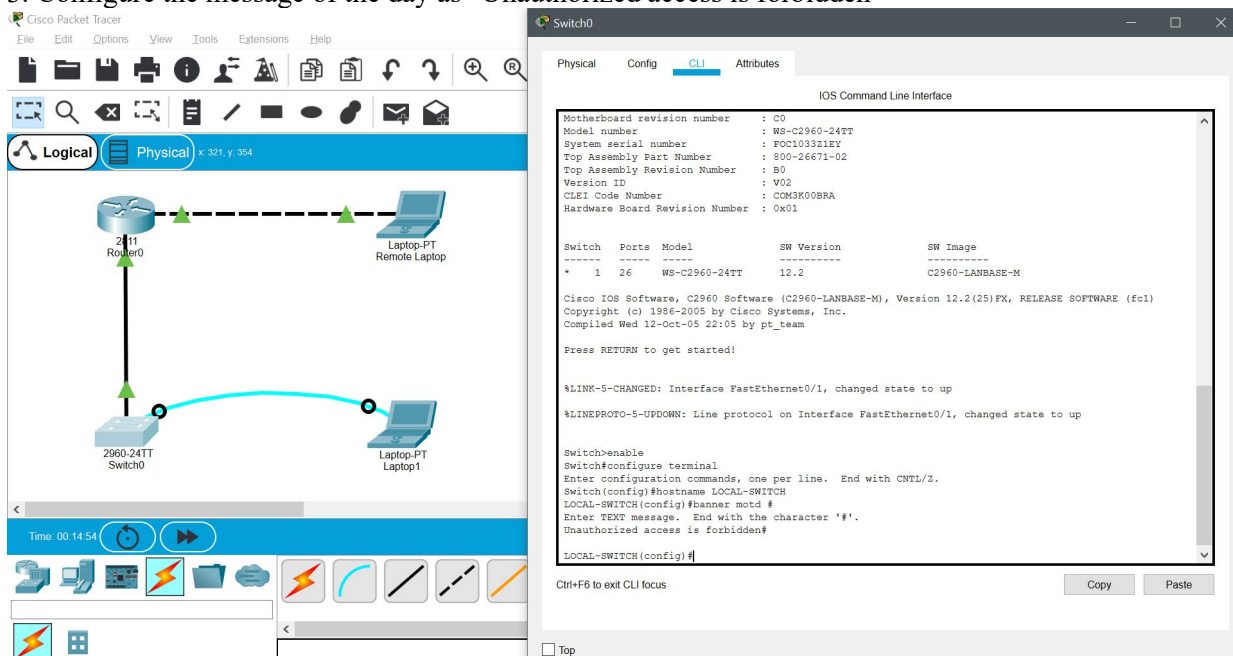 3. Configure the message of the day as "Unauthorized access is forbidden"
Cisco Packet Tracer
File Edit Options View Tools Extensions Help
Logical
Physical
x: 321, y: 354
2811
Router0
Laptop-PT
Remote Laptop
2960-24TT
Switch0
Laptop-PT
Laptop1
Time: 00:14:54
Switch0
Physical Config CLI Attributes
IOS Command Line Interface
Motherboard revision number : C0
Model number : WS-C2960-24TT
System serial number : FOC1033Z1EY
Top Assembly Part Number : 800-26671-02
Top Assembly Revision Number : B0
Version ID : V02
CLEI Code Number : COM3K00BRA
Hardware Board Revision Number : 0x01
Switch Ports Model SW Version SW Image
------ ----- ----- ---------- ----------
* 1 26 WS-C2960-24TT 12.2 C2960-LANBASE-M
Cisco IOS Software, C2960 Software (C2960-LANBASE-M), Version 12.2(25)FX, RELEASE SOFTWARE (fc1)
Copyright (c) 1986-2005 by Cisco Systems, Inc.
Compiled Wed 12-Oct-05 22:05 by pt_team
Press RETURN to get started!
%LINK-5-CHANGED: Interface FastEthernet0/1, changed state to up
%LINEPROTO-5-UPDOWN: Line protocol on Interface FastEthernet0/1, changed state to up
Switch>enable
Switch#configure terminal
Enter configuration commands, one per line. End with CNTL/Z.
Switch(config)#hostname LOCAL-SWITCH
LOCAL-SWITCH(config)#banner motd #
Enter TEXT message. End with the character '#'.
Unauthorized access is forbidden#
LOCAL-SWITCH(config)#
Ctrl+F6 to exit CLI focus
Copy
Paste
Top